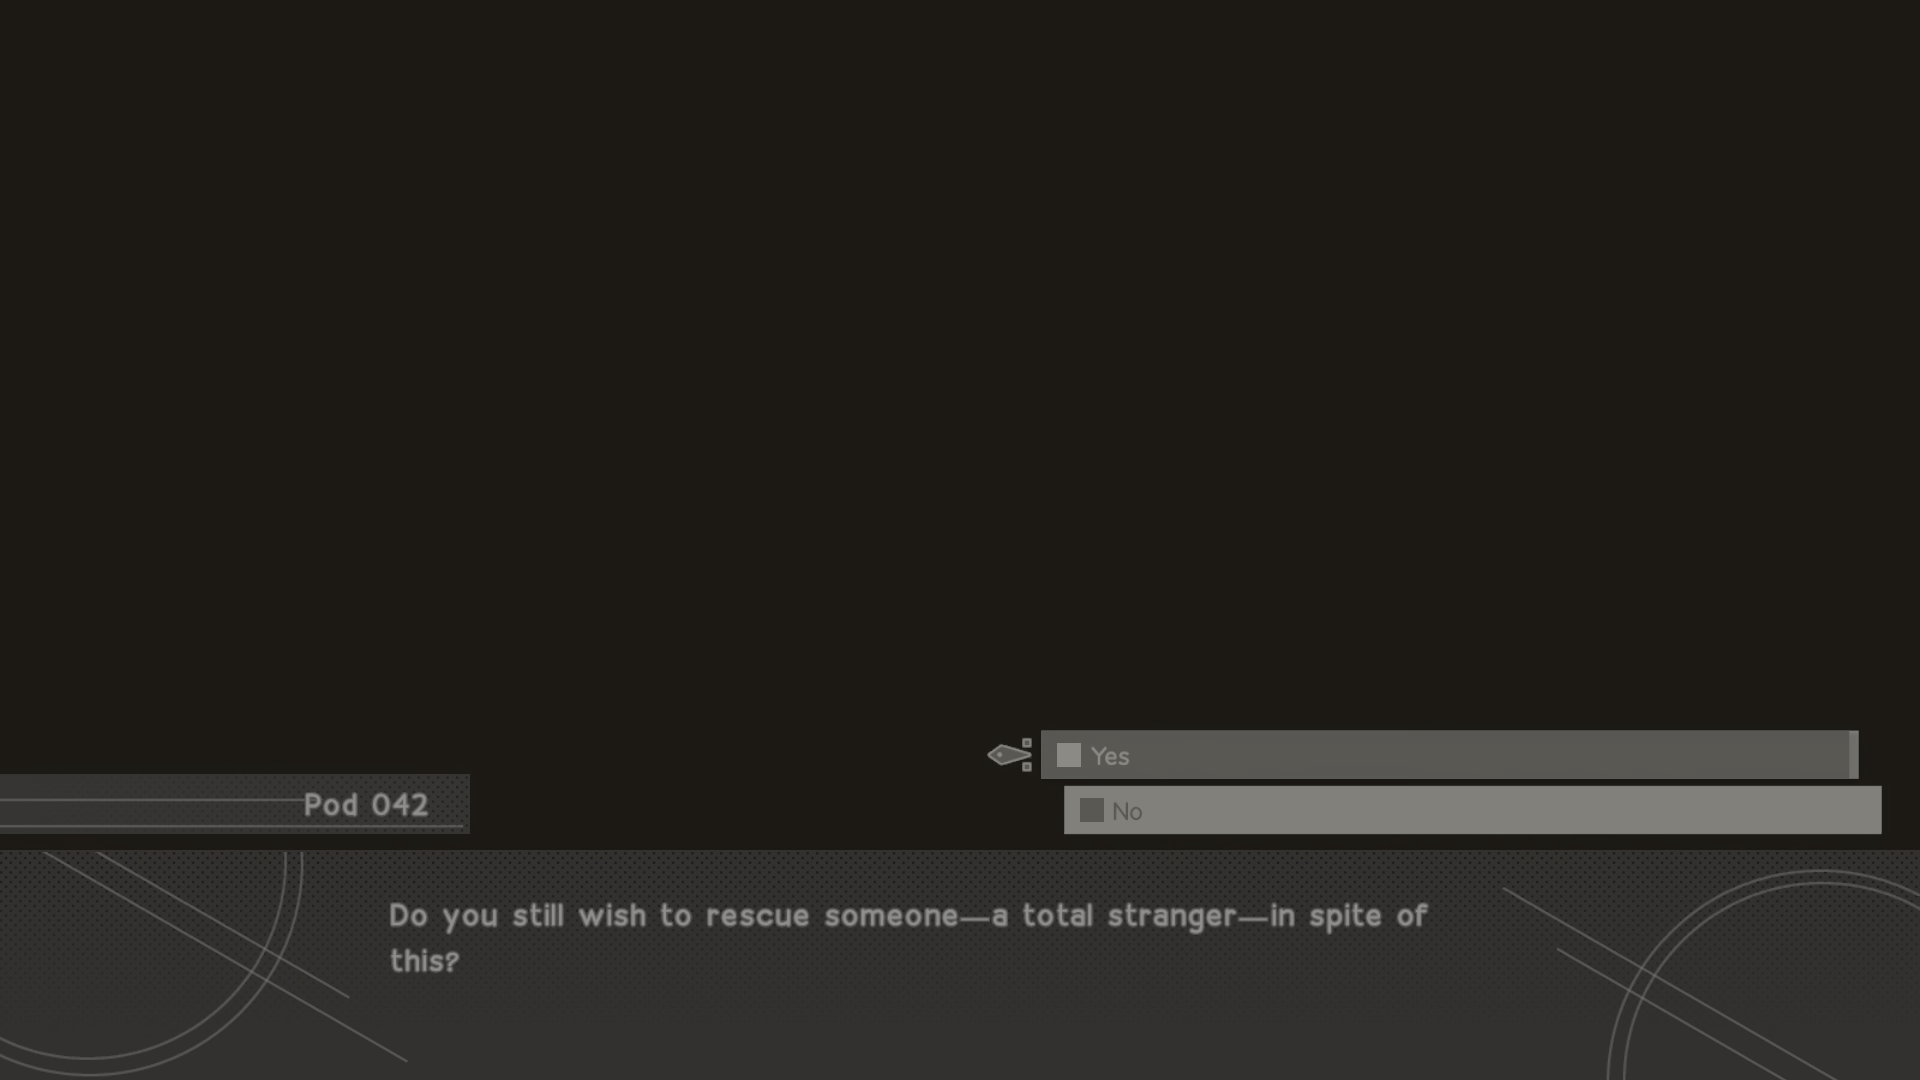 Yes
No
Pod 042
Do you still wish to rescue someone—a total stranger—in spite of
this?